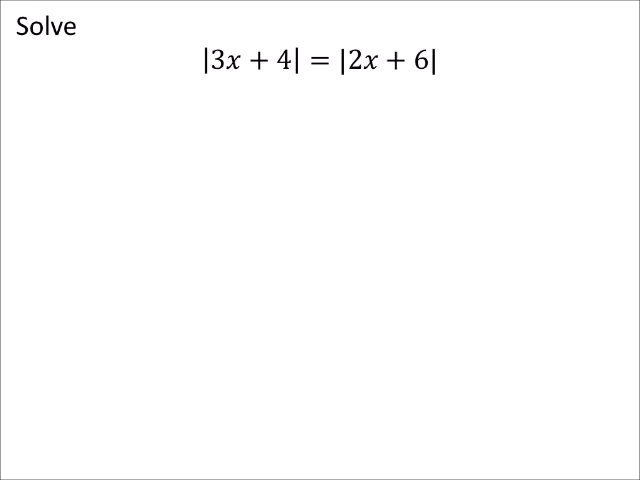 Solve
|3𝑥 + 4| = |2𝑥 + 6|